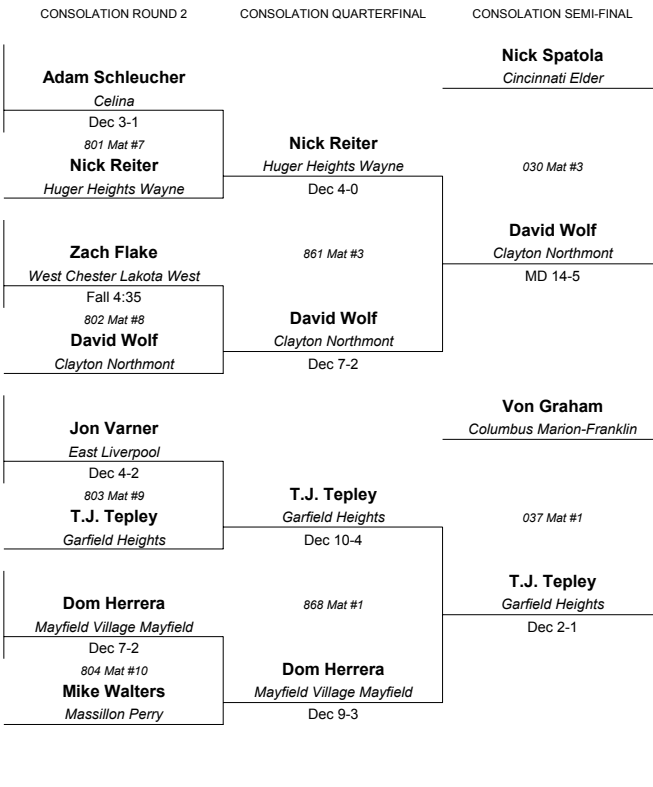 CONSOLATION ROUND 2
CONSOLATION QUARTERFINAL
CONSOLATION SEMI-FINAL
Adam Schleucher
Celina
Dec 3-1
801 Mat #7
Nick Reiter
Huger Heights Wayne
Zach Flake
West Chester Lakota West
Fall 4:35
802 Mat #8
David Wolf
Clayton Northmont
Jon Varner
East Liverpool
Dec 4-2
803 Mat #9
T.J. Tepley
Garfield Heights
Dom Herrera
Mayfield Village Mayfield
Dec 7-2
804 Mat #10
Mike Walters
Massillon Perry
Nick Reiter
Huger Heights Wayne
Dec 4-0
861 Mat #3
David Wolf
Clayton Northmont
Dec 7-2
T.J. Tepley
Garfield Heights
Dec 10-4
868 Mat #1
Dom Herrera
Mayfield Village Mayfield
Dec 9-3
Nick Spatola
Cincinnati Elder
030 Mat #3
David Wolf
Clayton Northmont
MD 14-5
Von Graham
Columbus Marion-Franklin
037 Mat #1
T.J. Tepley
Garfield Heights
Dec 2-1